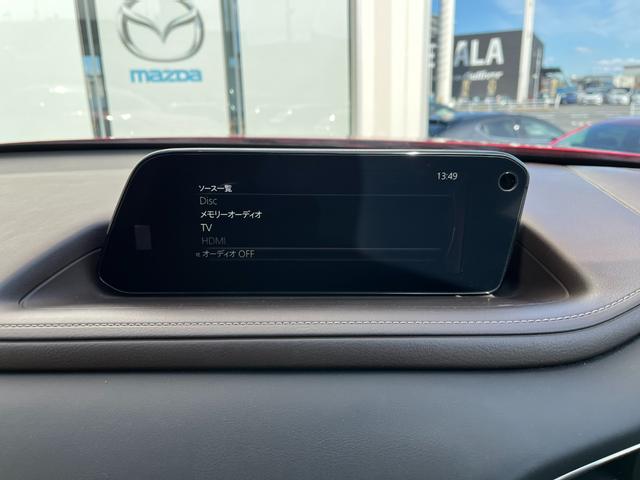 mazda
ALA
13:49
ソース一覧
Disc
メモリーオーディオ
TV
HDMI
オーディオ OFF